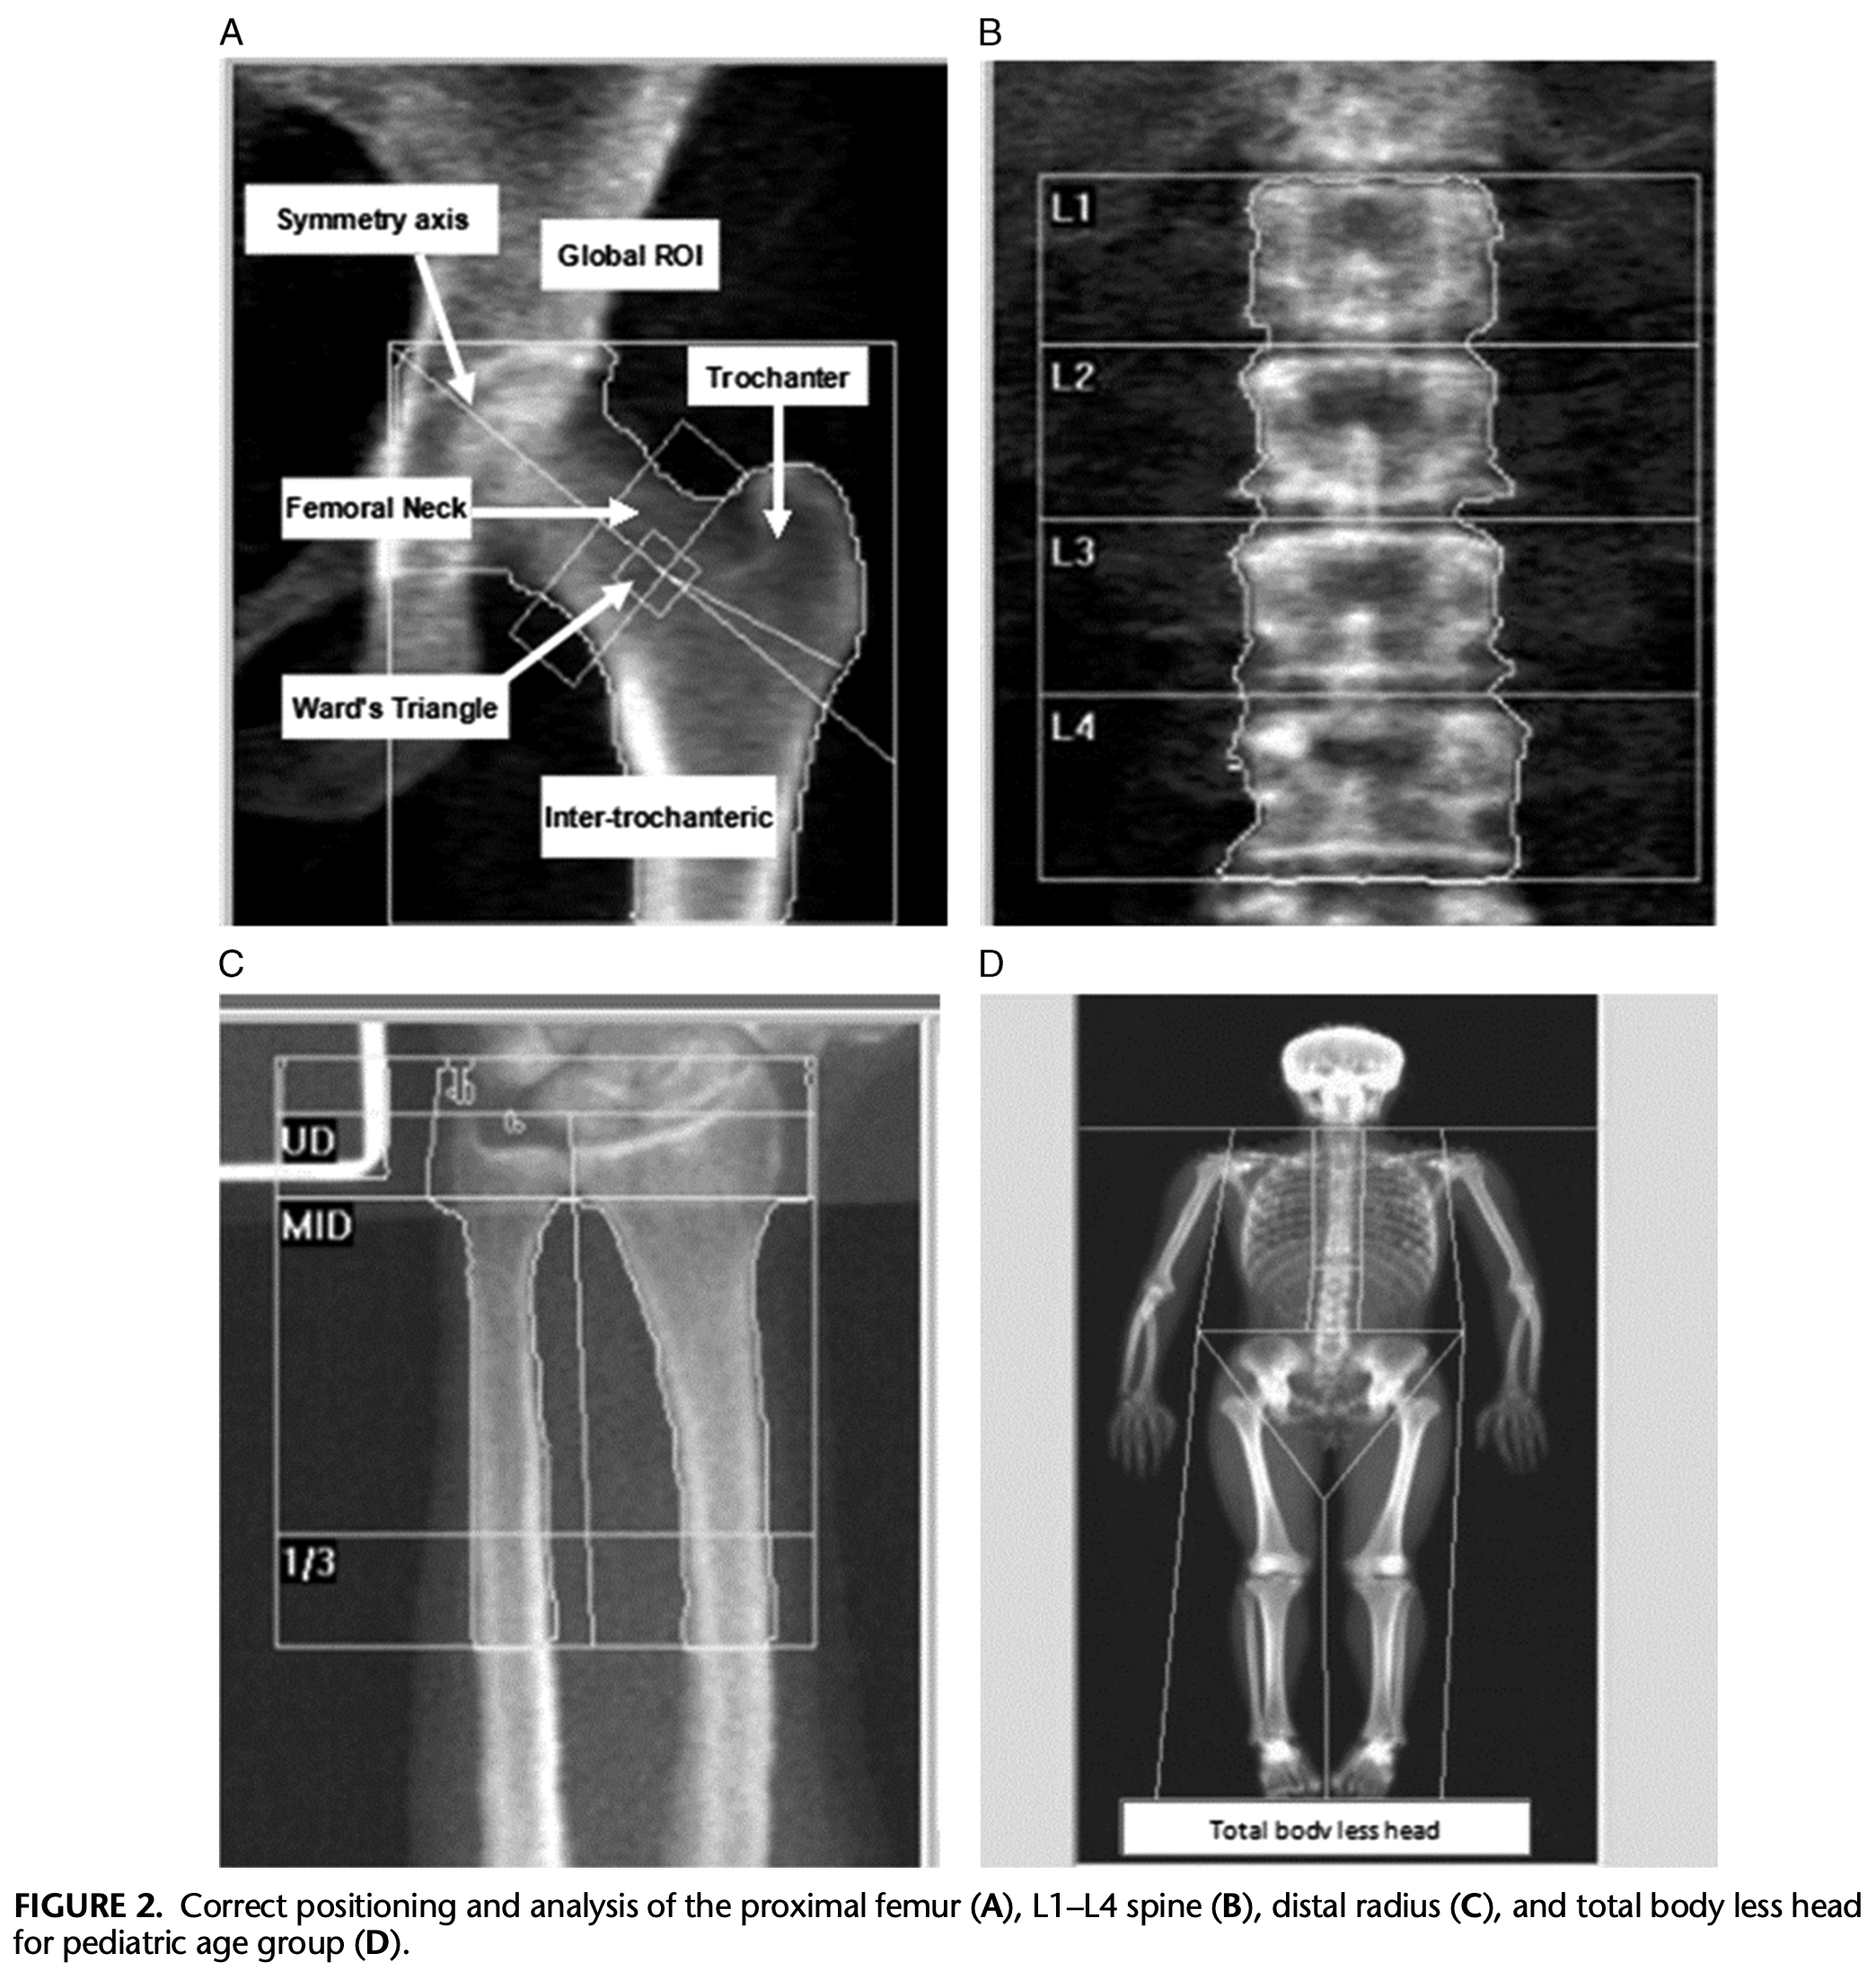 A
Symmetry axis
Global ROI
Trochanter
Femoral Neck
Ward's Triangle
Inter-trochanteric
B
L1
L2
L3
L4
C
UD
MID
1/3
D
Total body less head
FIGURE 2. Correct positioning and analysis of the proximal femur (A), L1–L4 spine (B), distal radius (C), and total body less head
for pediatric age group (D).